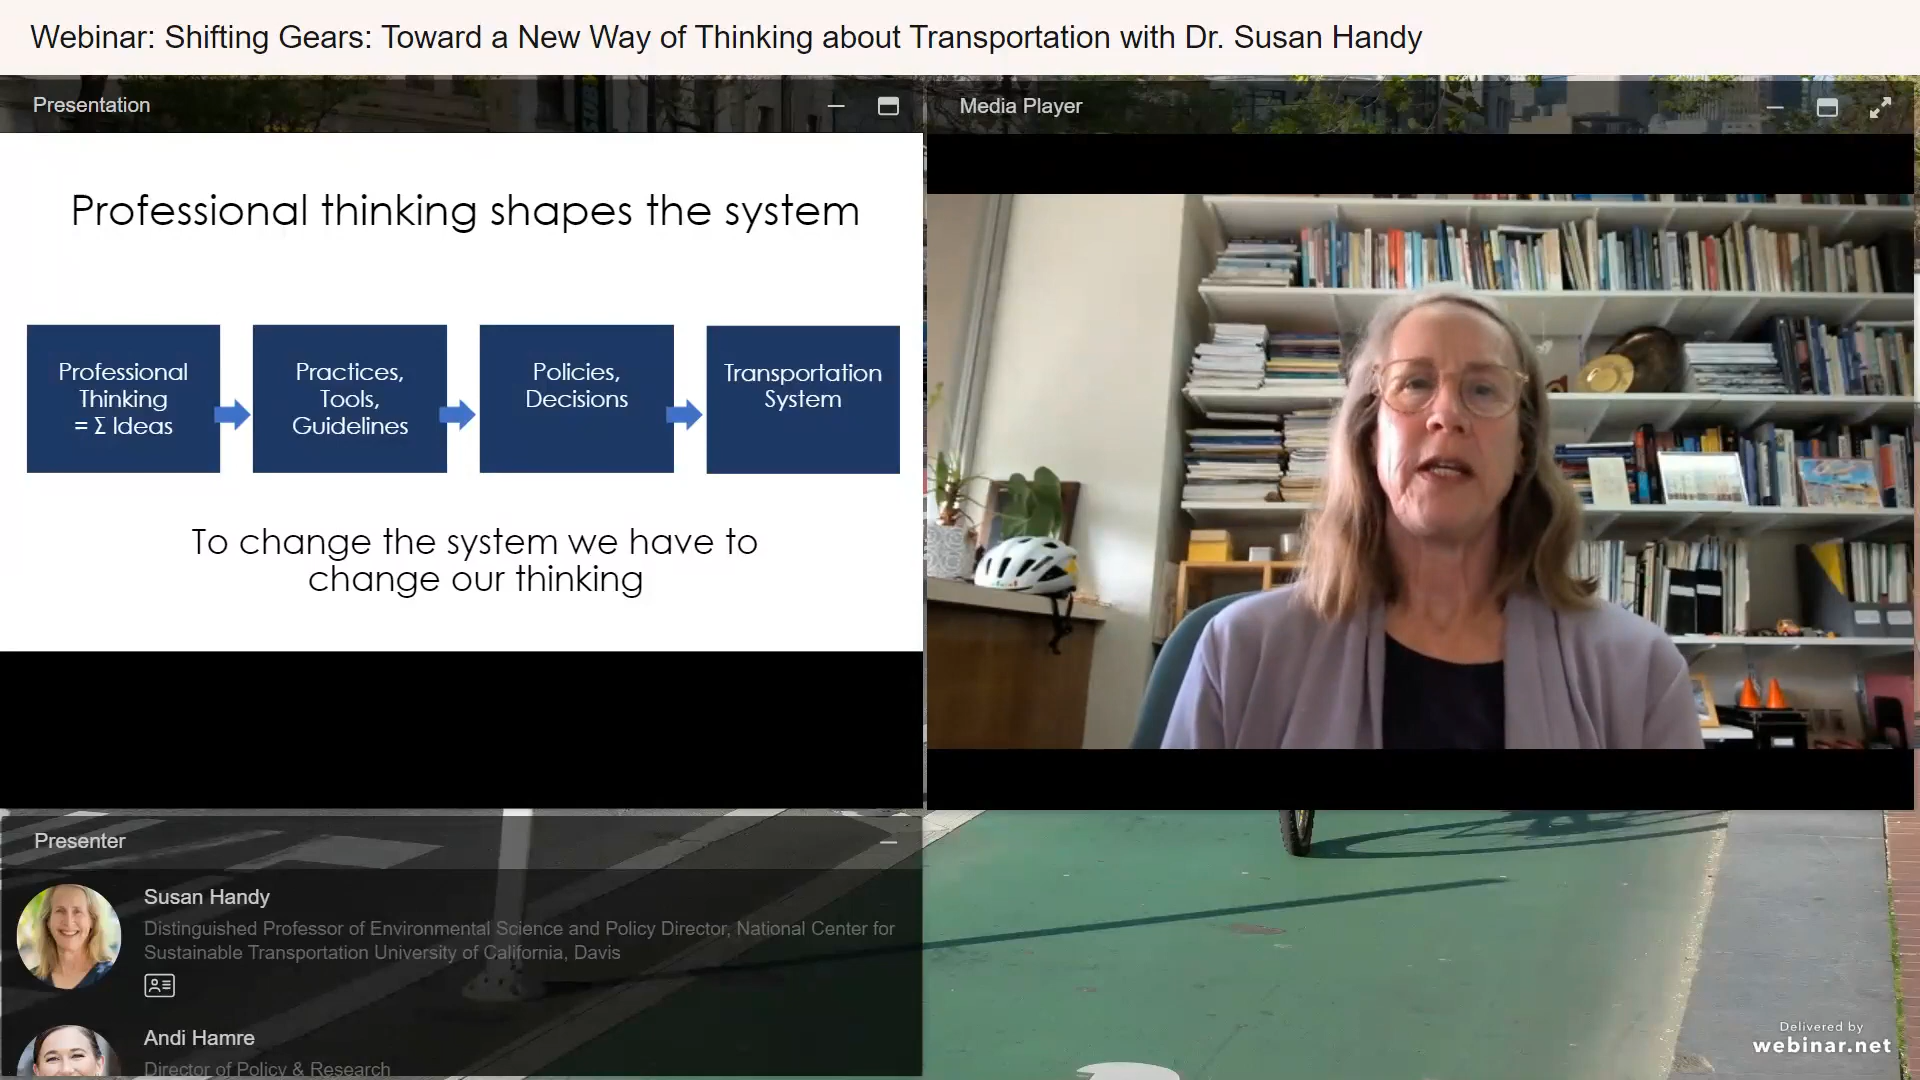 Webinar: Shifting Gears: Toward a New Way of Thinking about Transportation with Dr. Susan Handy
Presentation
Media Player
Professional thinking shapes the system
Professional
Thinking
= Σ Ideas
Practices,
Tools,
Guidelines
Policies,
Decisions
Transportation
System
To change the system we have to
change our thinking
Presenter
Susan Handy
Distinguished Professor of Environmental Science and Policy Director, National Center for
Sustainable Transportation University of California, Davis
Andi Hamre
Director of Policy & Research
Delivered by
webinar.net